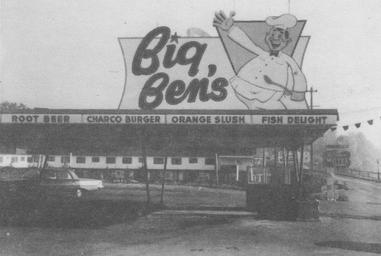 Big
Ben's
ROOT BEER CHARCO BURGER ORANGE SLUSH FISH DELIGHT